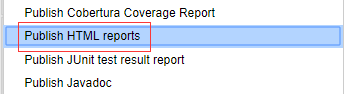 Publish Cobertura Coverage Report
Publish HTML reports
Publish JUnit test result report
Publish Javadoc